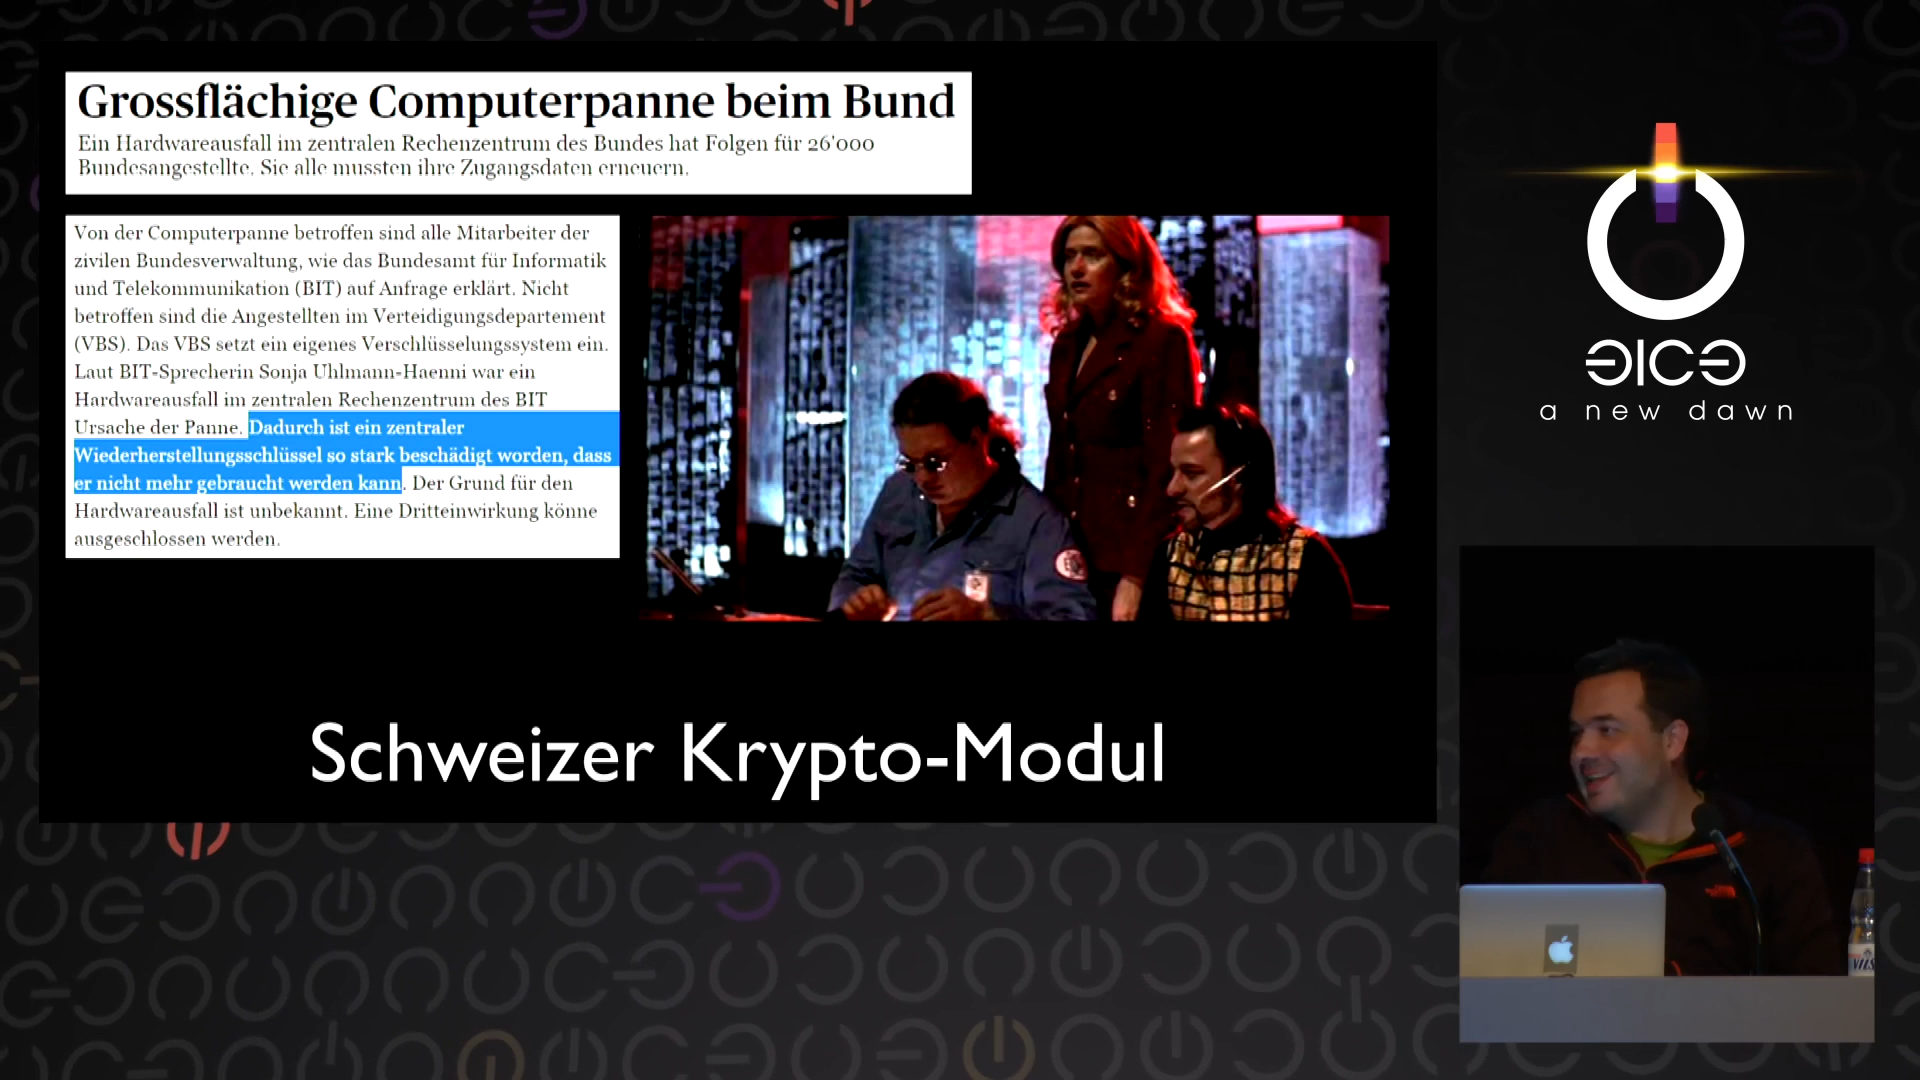 Grossflächige Computerpanne beim Bund
Ein Hardwareausfall im zentralen Rechenzentrum des Bundes hat Folgen für 26'000
Bundesangestellte. Sie alle mussten ihre Zugangsdaten erneuern.
Von der Computerpanne betroffen sind alle Mitarbeiter der
zivilen Bundesverwaltung, wie das Bundesamt für Informatik
und Telekommunikation (BIT) auf Anfrage erklärt. Nicht
betroffen sind die Angestellten im Verteidigungsdepartement
(VBS). Das VBS setzt ein eigenes Verschlüsselungssystem ein.
Laut BIT-Sprecherin Sonja Uhlmann-Haenni war ein
Hardwareausfall im zentralen Rechenzentrum des BIT
Ursache der Panne. Dadurch ist ein zentraler
Wiederherstellungsschlüssel so stark beschädigt worden, dass
er nicht mehr gebraucht werden kann. Der Grund für den
Hardwareausfall ist unbekannt. Eine Dritteinwirkung könne
ausgeschlossen werden.
Schweizer Krypto-Modul
a new dawn